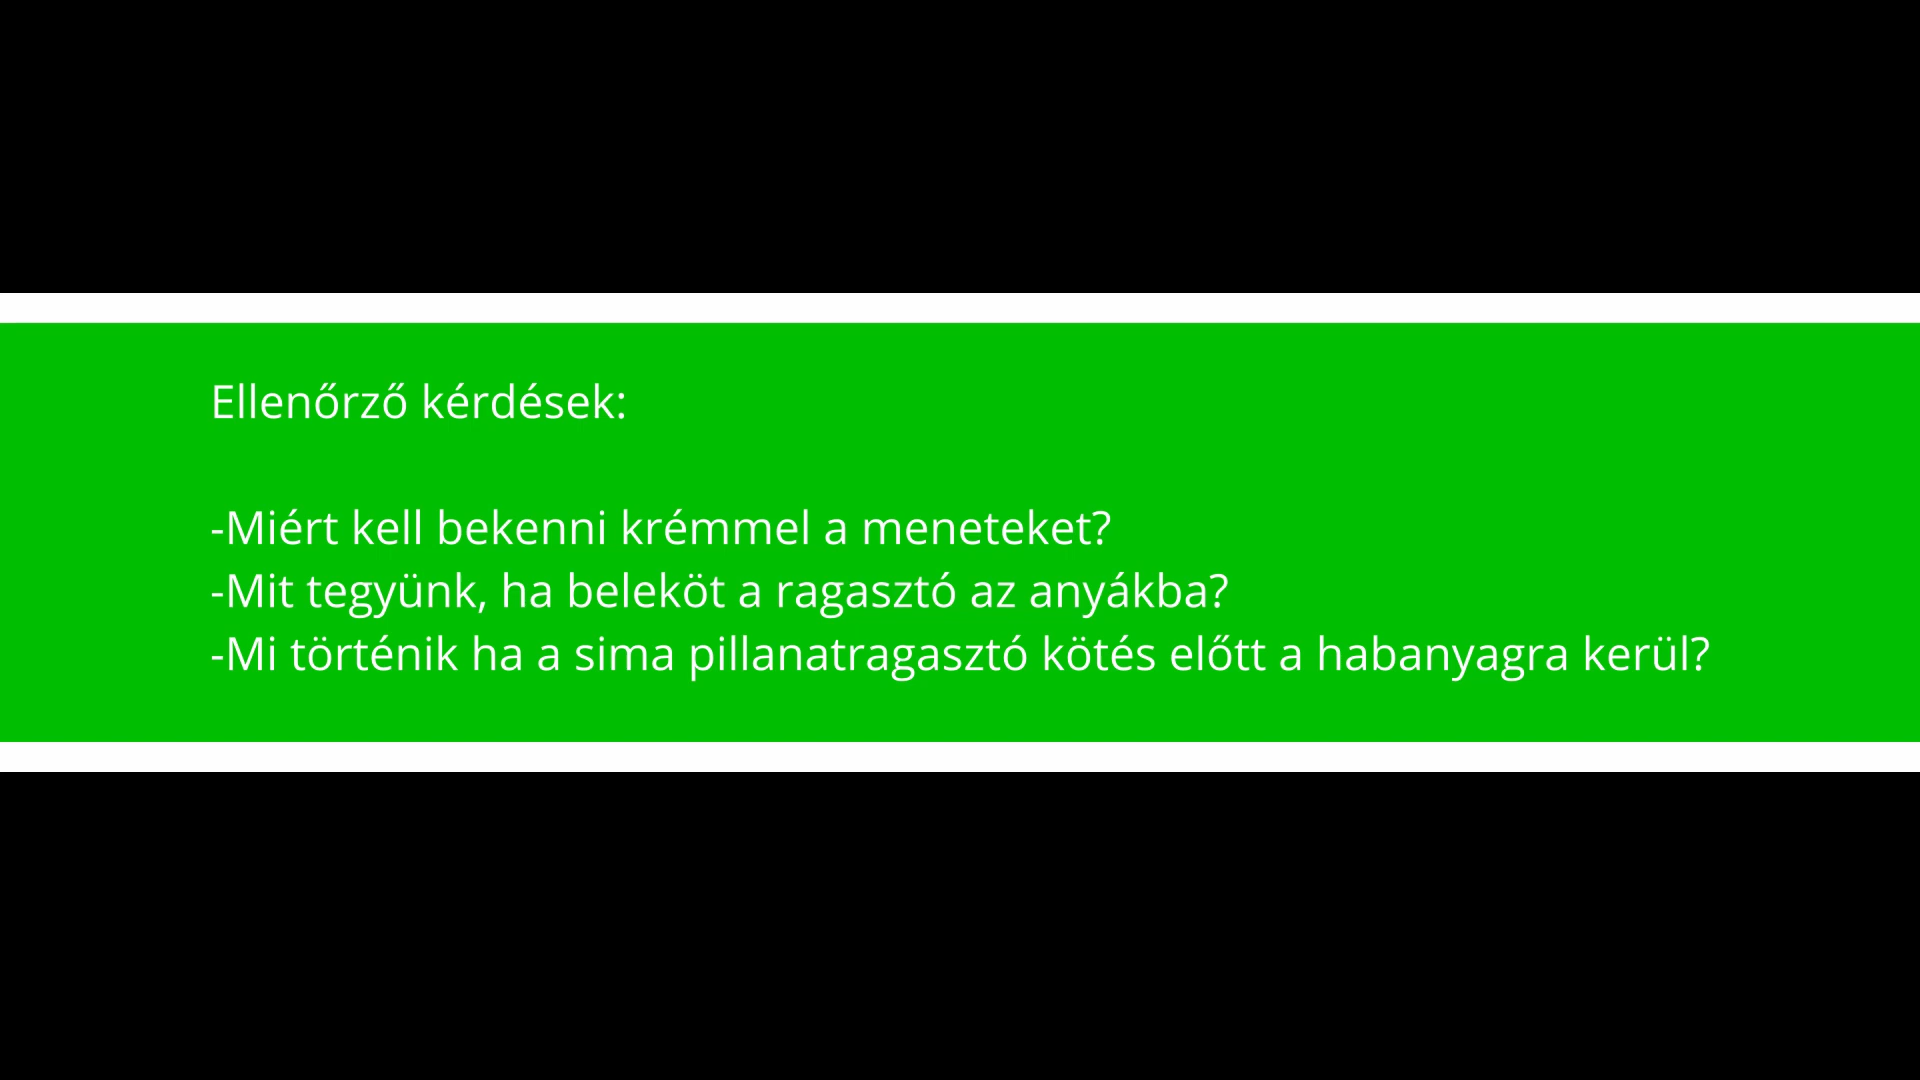 Ellenőrző kérdések:
-Miért kell bekenni krémmel a meneteket?
-Mit tegyünk, ha beleköt a ragasztó az anyákba?
-Mi történik ha a sima pillanatragasztó kötés előtt a habanyagra kerül?